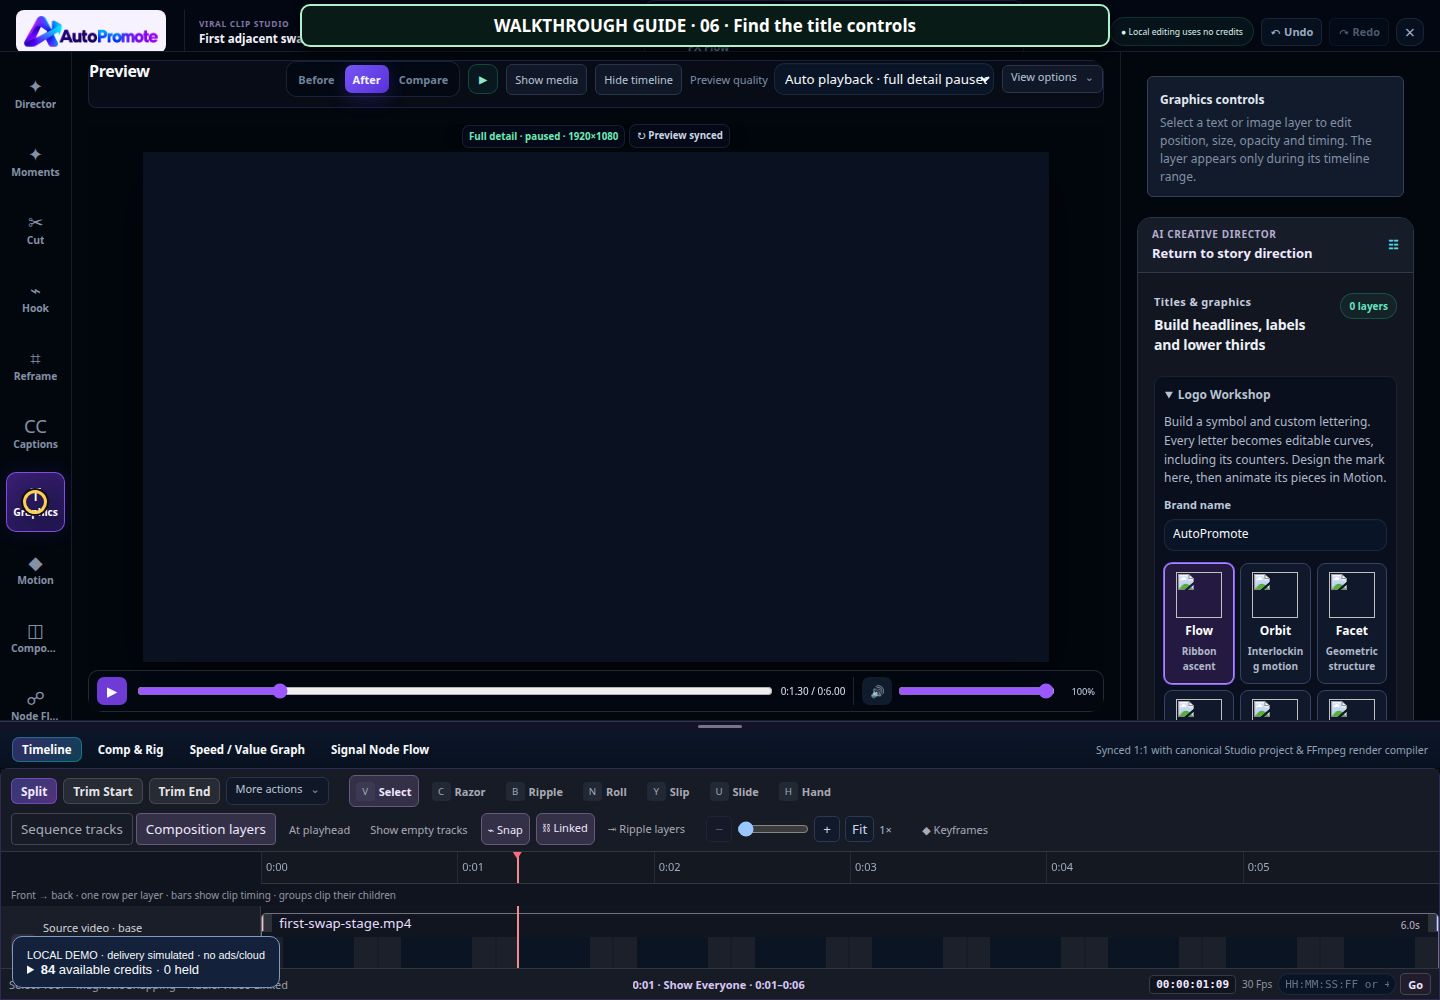 AutoPromote
VIRAL CLIP STUDIO
First adjacent swa
WALKTHROUGH GUIDE · 06 · Find the title controls
● Local editing uses no credits
↶ Undo
↷ Redo
✕
Director
Moments
Cut
Hook
Reframe
CC
Captions
Graphics
Motion
Compo...
Node Fl...
Preview
Before
After
Compare
Show media
Hide timeline
Preview quality
Auto playback · full detail paused
View options
Full detail · paused · 1920×1080
↻ Preview synced
0:1.30 / 0:6.00
100%
Graphics controls
Select a text or image layer to edit
position, size, opacity and timing. The
layer appears only during its timeline
range.
AI CREATIVE DIRECTOR
Return to story direction
Titles & graphics
0 layers
Build headlines, labels
and lower thirds
▼ Logo Workshop
Build a symbol and custom lettering.
Every letter becomes editable curves,
including its counters. Design the mark
here, then animate its pieces in Motion.
Brand name
AutoPromote
Flow
Ribbon
ascent
Orbit
Interlockin
g motion
Facet
Geometric
structure
Timeline
Comp & Rig
Speed / Value Graph
Signal Node Flow
Synced 1:1 with canonical Studio project & FFmpeg render compiler
Split
Trim Start
Trim End
More actions
V Select
C Razor
B Ripple
N Roll
Y Slip
U Slide
H Hand
Sequence tracks
Composition layers
At playhead
Show empty tracks
Snap
Linked
⇥ Ripple layers
−
+
Fit
1×
◆ Keyframes
0:00
0:01
0:02
0:03
0:04
0:05
Front → back · one row per layer · bars show clip timing · groups clip their children
Source video · base
first-swap-stage.mp4
6.0s
LOCAL DEMO · delivery simulated · no ads/cloud
▶ 84 available credits · 0 held
0:01 · Show Everyone · 0:01–0:06
00:00:01:09
30 Fps
HH:MM:SS:FF or +
Go